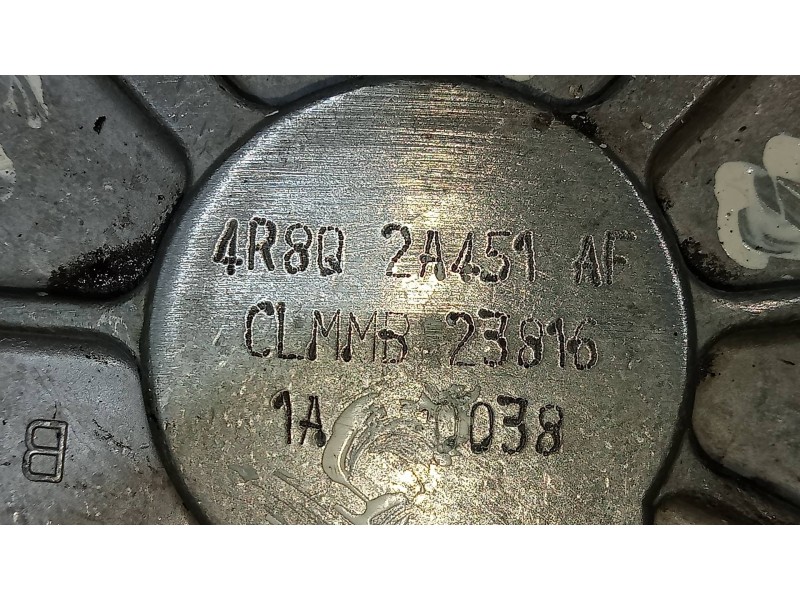 4R8Q 2A451 AF
CLMMB 23816
1A 0038
B